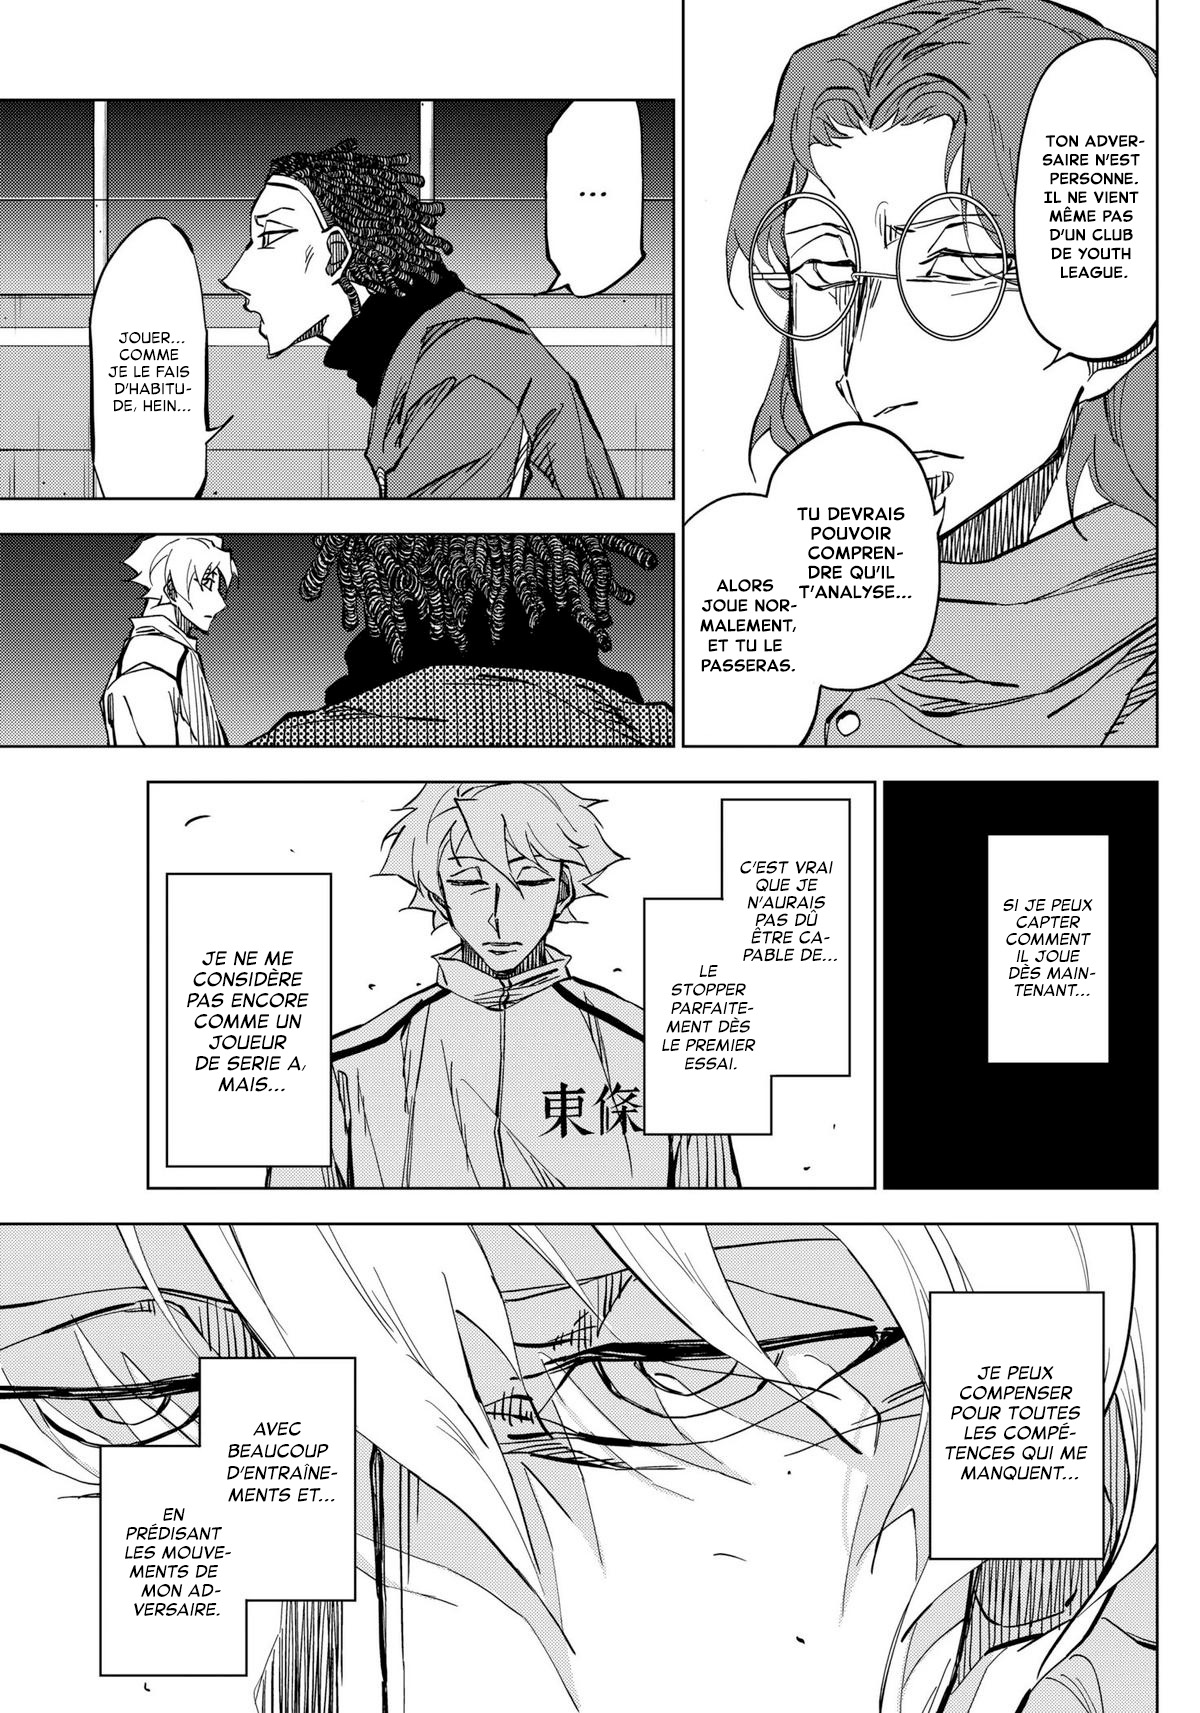 TON ADVER-
SAIRE N'EST
PERSONNE.
IL NE VIENT
MÊME PAS
D'UN CLUB
DE YOUTH
LEAGUE.
TU DEVRAIS
POUVOIR
COMPREN-
DRE QU'IL
T'ANALYSE...
ALORS
JOUE NOR-
MALEMENT,
ET TU LE
PASSERAS.
...
JOUER...
COMME
JE LE FAIS
D'HABITU-
DE, HEIN...
SI JE PEUX
CAPTER
COMMENT
IL JOUE
DÈS MAIN-
TENANT...
C'EST VRAI
QUE JE
N'AURAIS
PAS DÛ
ÊTRE CA-
PABLE DE...
LE
STOPPER
PARFAITE-
MENT DÈS
LE PREMIER
ESSAI.
東條
JE NE ME
CONSIDÈRE
PAS ENCORE
COMME UN
JOUEUR
DE SERIE A,
MAIS...
JE PEUX
COMPENSER
POUR TOUTES
LES COMPÉ-
TENCES QUI ME
MANQUENT...
AVEC
BEAUCOUP
D'ENTRAÎNE-
MENTS ET...
EN
PRÉDISANT
LES MOUVE-
MENTS DE
MON AD-
VERSAIRE.